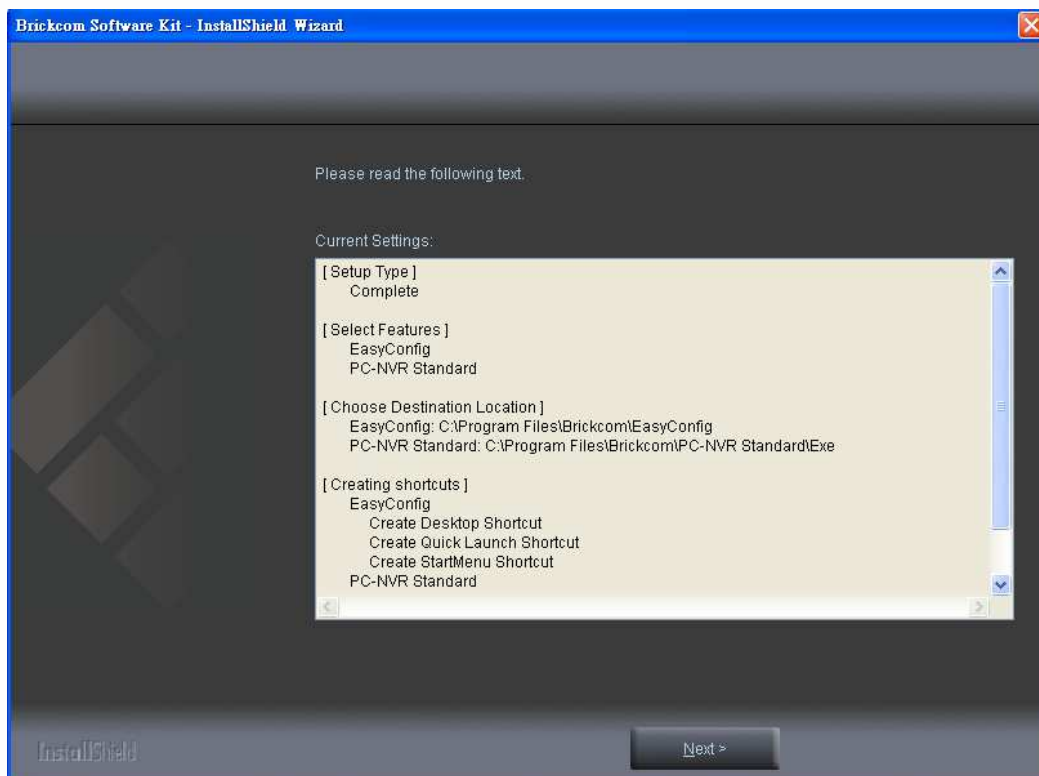 Brickcom Software Kit - InstallShield Wizard
Please read the following text.
Current Settings:
[ Setup Type ]
Complete
[ Select Features ]
EasyConfig
PC-NVR Standard
[ Choose Destination Location ]
EasyConfig: C:\Program Files\Brickcom\EasyConfig
PC-NVR Standard: C:\Program Files\Brickcom\PC-NVR Standard\Exe
[ Creating shortcuts ]
EasyConfig
Create Desktop Shortcut
Create Quick Launch Shortcut
Create StartMenu Shortcut
PC-NVR Standard
InstallShield
Next >